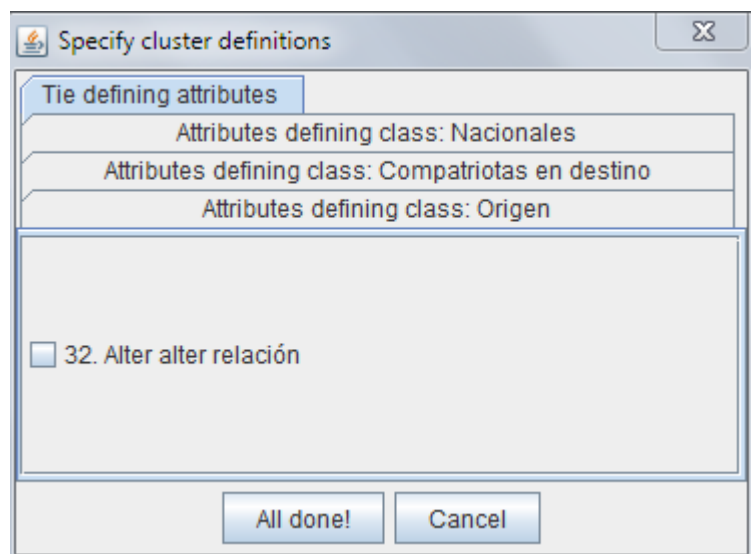 Specify cluster definitions
Tie defining attributes
Attributes defining class: Nacionales
Attributes defining class: Compatriotas en destino
Attributes defining class: Origen
32. Alter alter relación
All done! Cancel